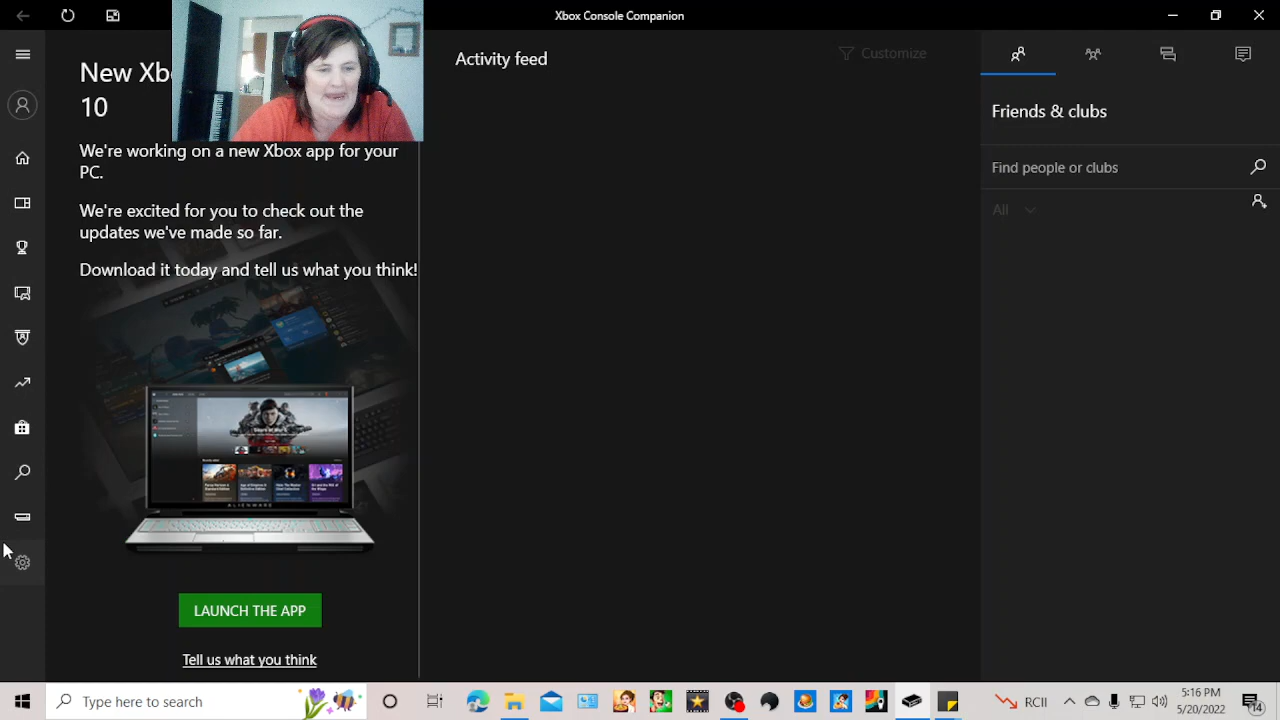 Xbox Console Companion
New Xb
10
We're working on a new Xbox app for your
PC.
We're excited for you to check out the
updates we've made so far.
Download it today and tell us what you think!
LAUNCH THE APP
Tell us what you think
Activity feed
Customize
Friends & clubs
Find people or clubs
All
Type here to search
RCII
5:16 PM
5/20/2022
14